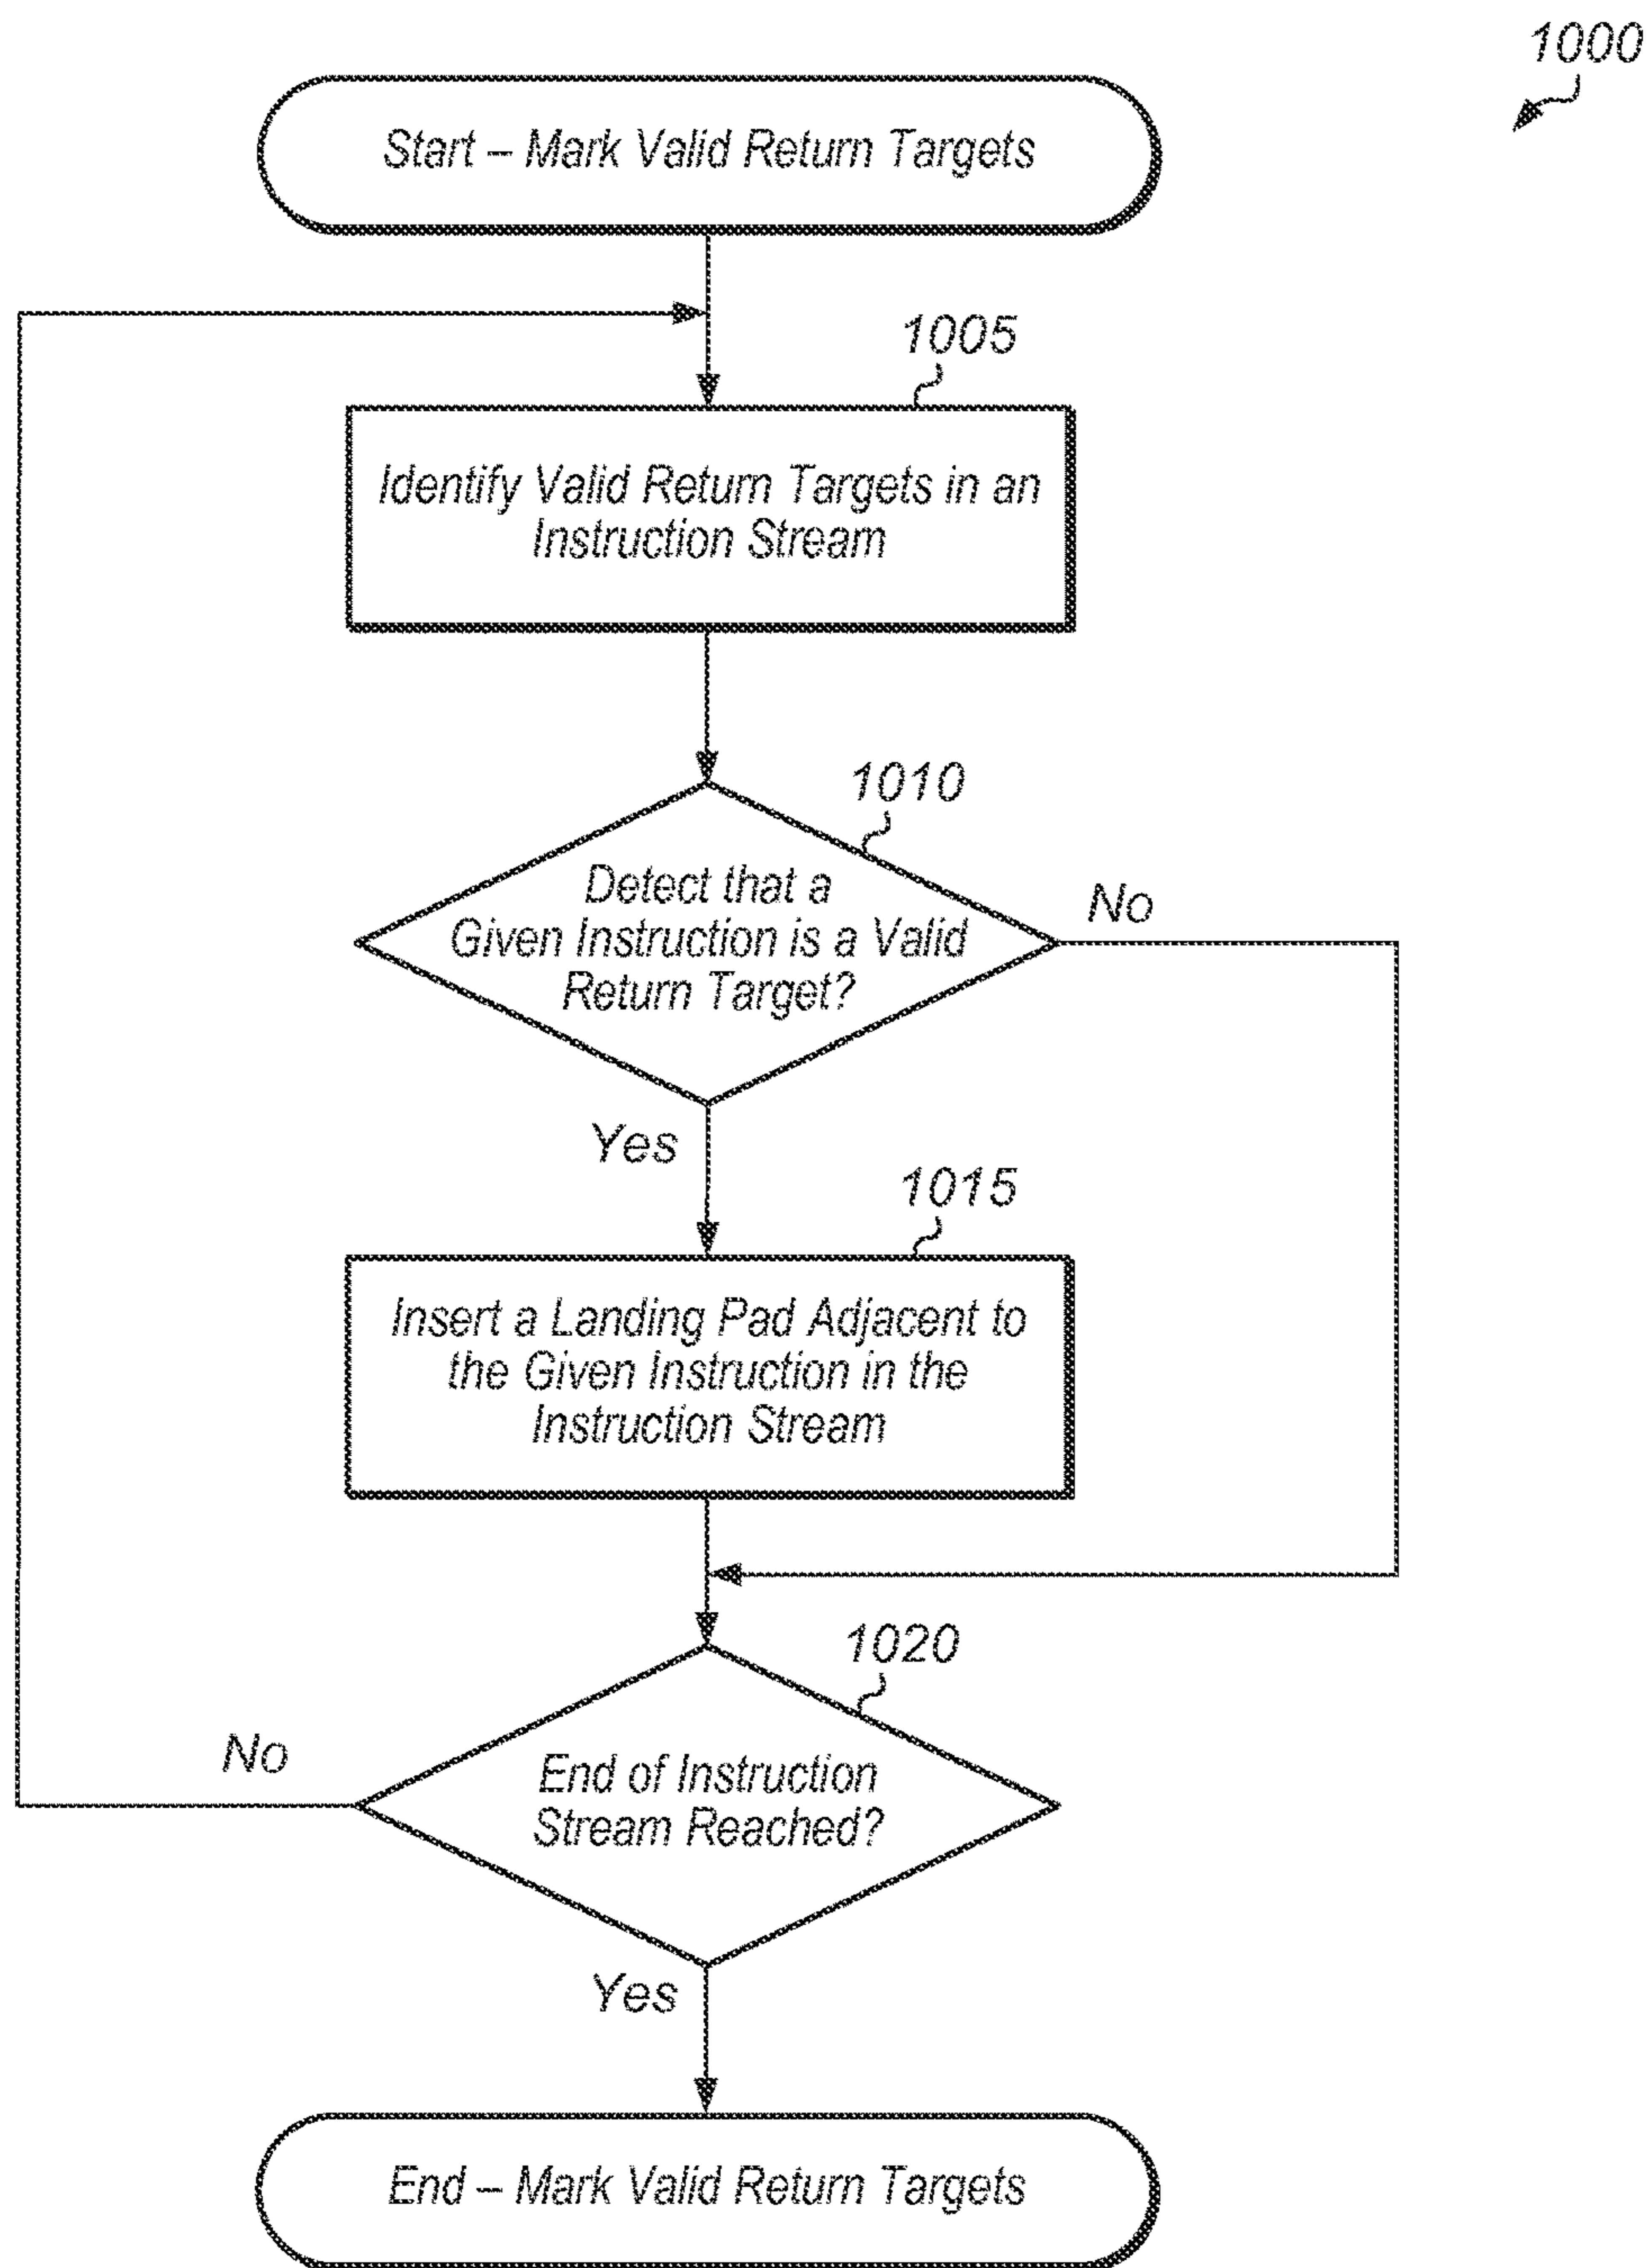 1000
Start – Mark Valid Return Targets
1005
Identify Valid Return Targets in an
Instruction Stream
1010
Detect that a
Given Instruction is a Valid
Return Target?
No
Yes
1015
Insert a Landing Pad Adjacent to
the Given Instruction in the
Instruction Stream
1020
No
End of Instruction
Stream Reached?
Yes
End – Mark Valid Return Targets